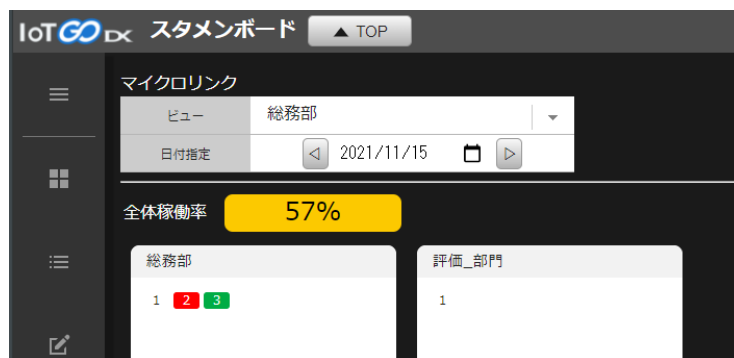 IoT GO DX スタメンボード ▲ TOP
マイクロリンク
ビュー 総務部
日付指定 2021/11/15
全体稼働率 57%
総務部 評価_部門
1 2 3 1